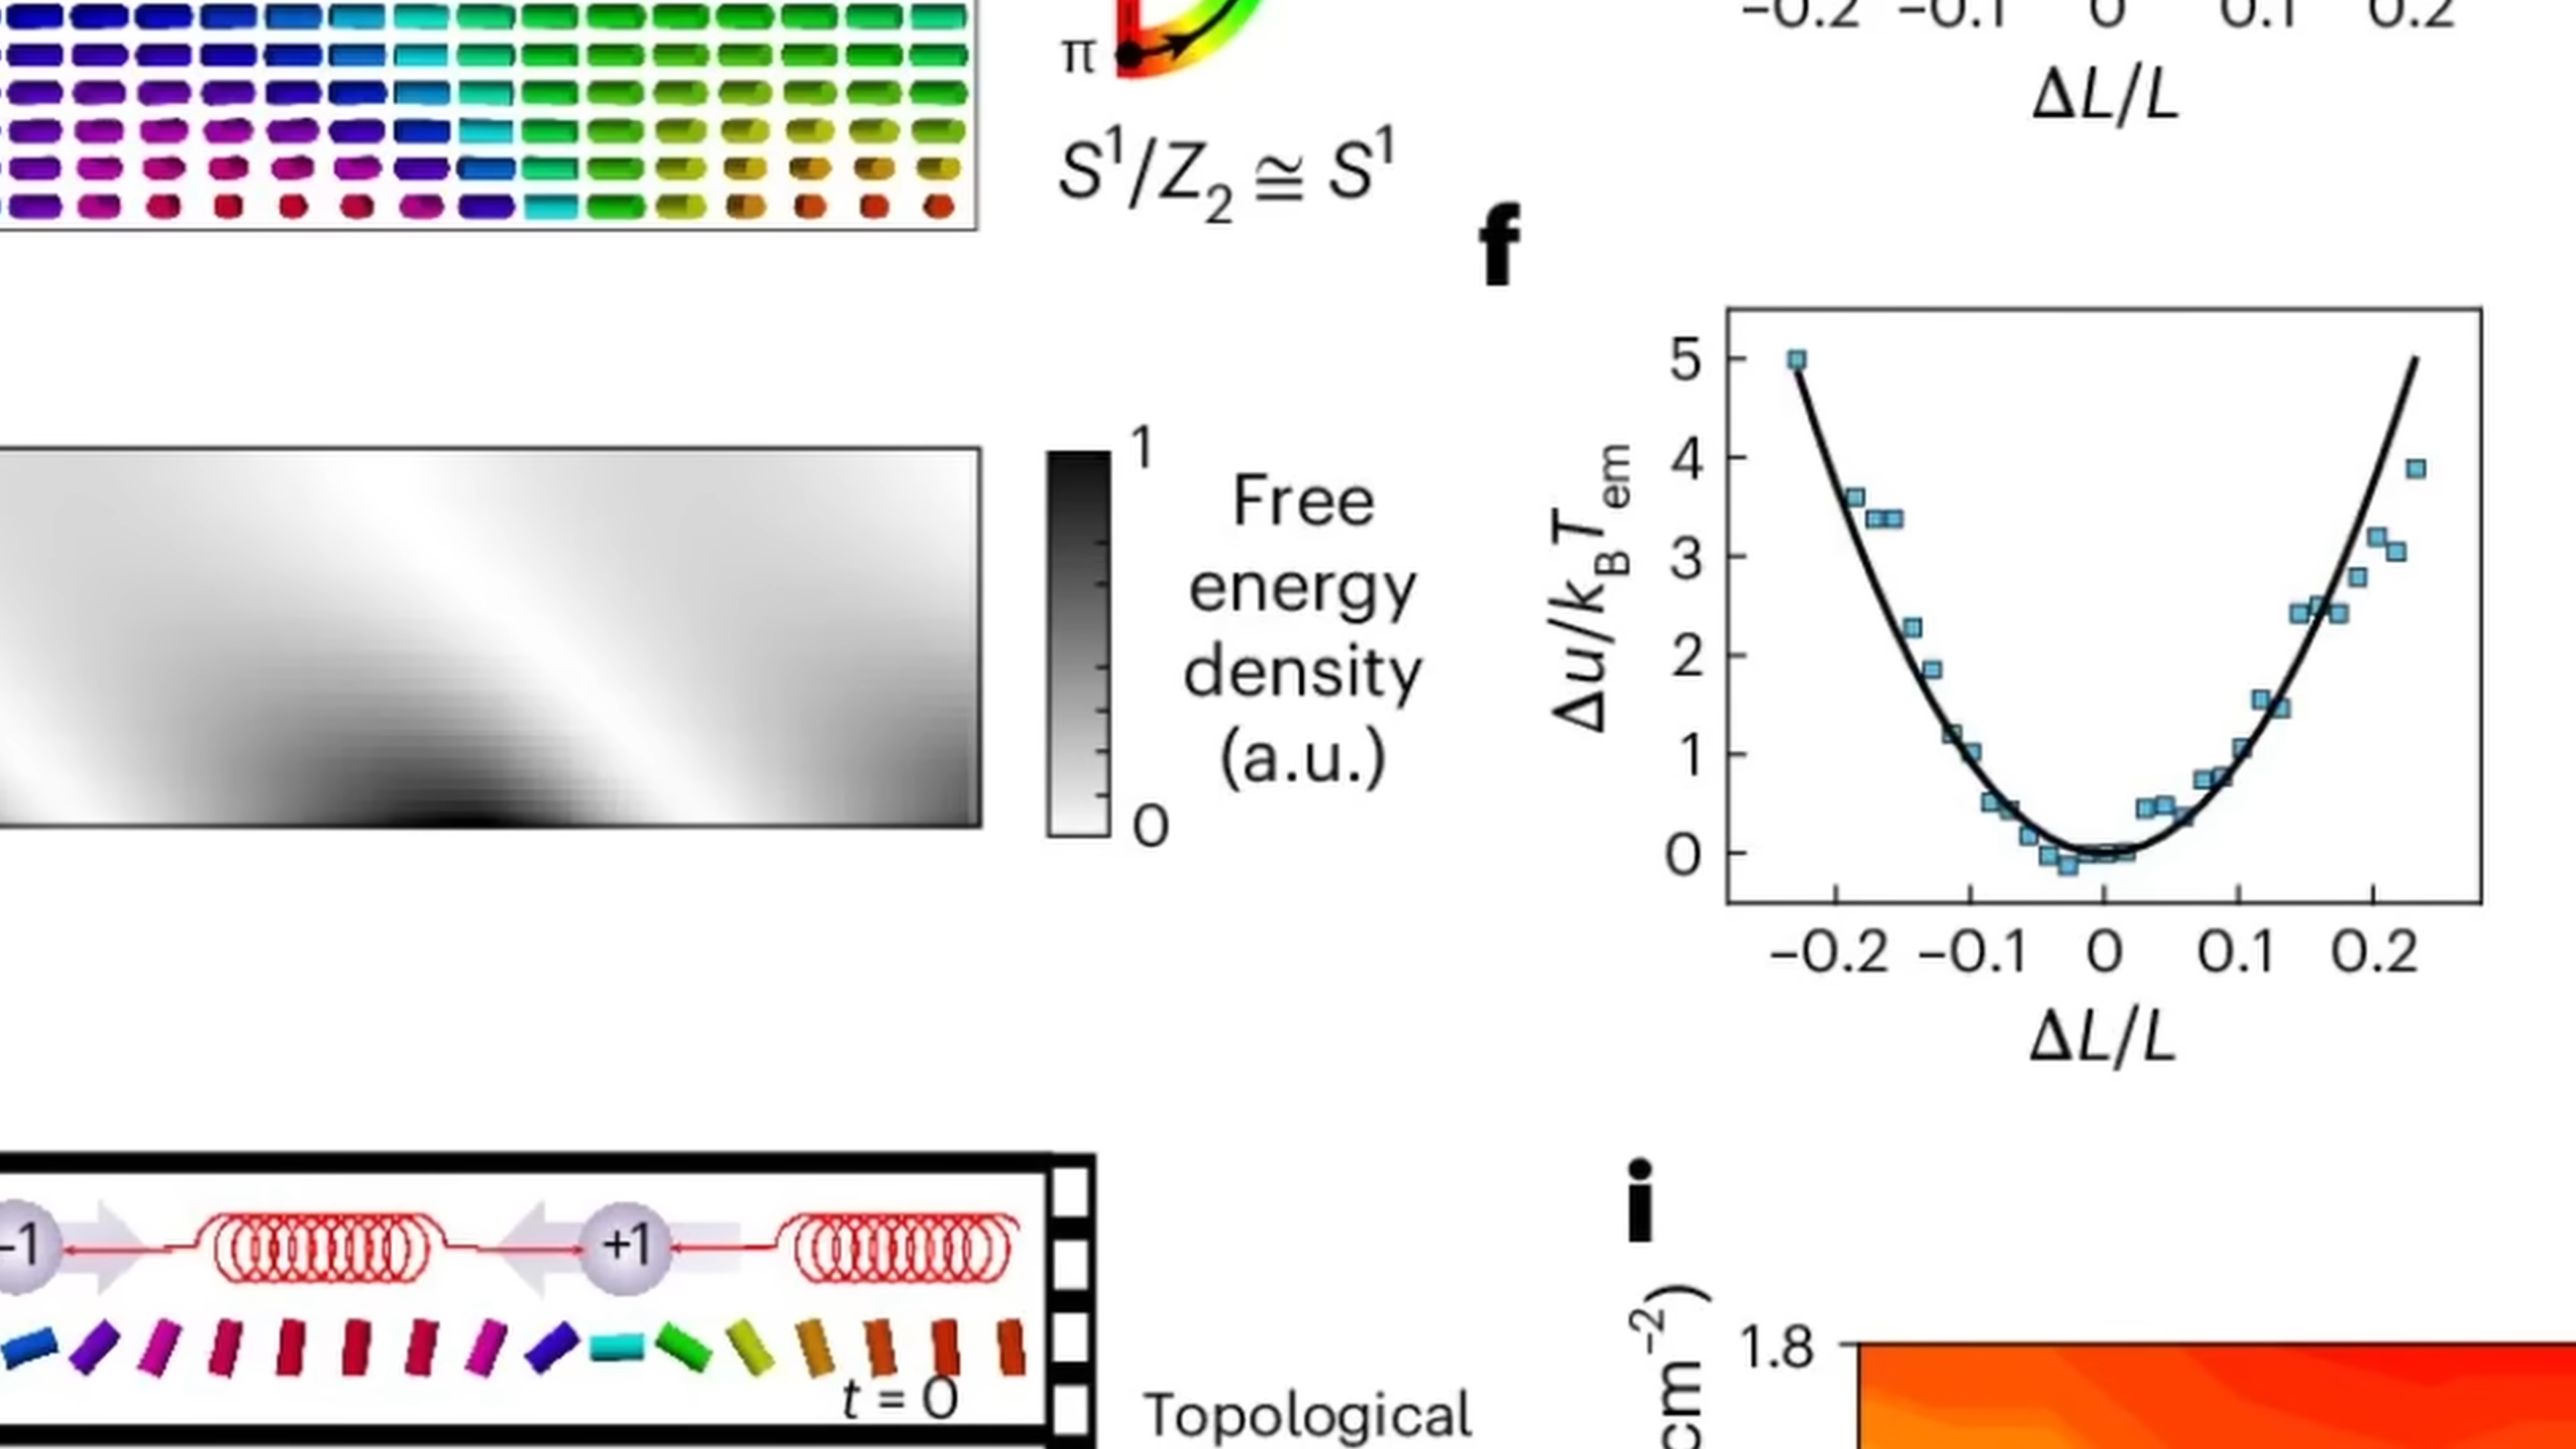 π
S¹/Z₂ ≅ S¹
–0.2 –0.1 0 0.1 0.2
ΔL/L
f
1
Free
energy
density
(a.u.)
0
Δu/k_BT_em
5
4
3
2
1
0
–0.2 –0.1 0 0.1 0.2
ΔL/L
–1
+1
t = 0
Topological
i
cm⁻²)
1.8